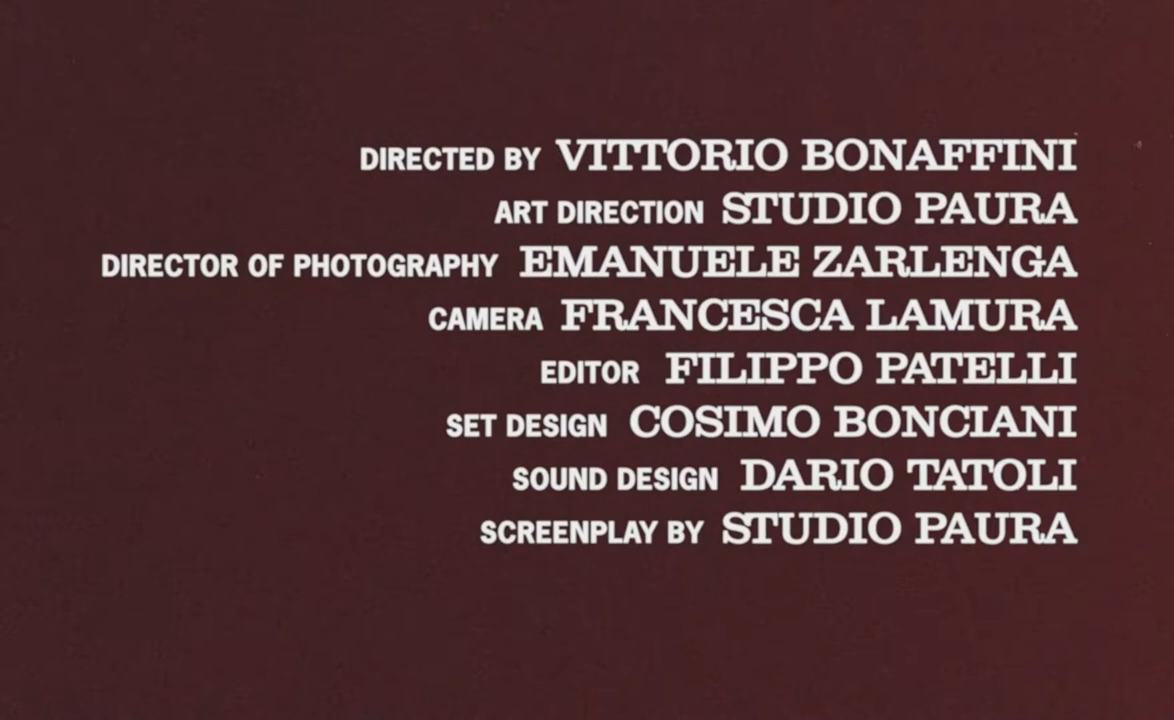 DIRECTED BY VITTORIO BONAFFINI
ART DIRECTION STUDIO PAURA
DIRECTOR OF PHOTOGRAPHY EMANUELE ZARLENGA
CAMERA FRANCESCA LAMURA
EDITOR FILIPPO PATELLI
SET DESIGN COSIMO BONCIANI
SOUND DESIGN DARIO TATOLI
SCREENPLAY BY STUDIO PAURA